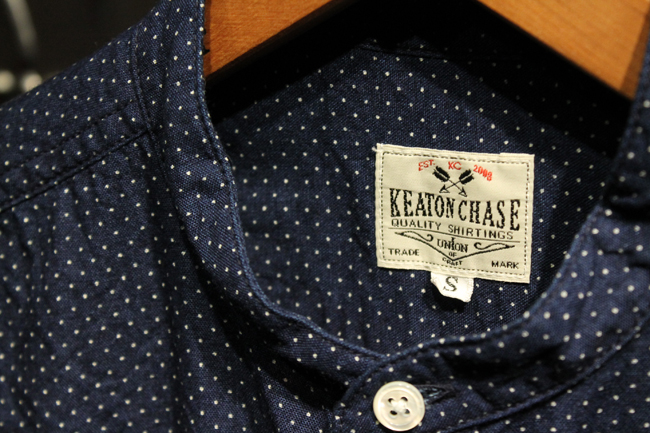 EST. KC 2008
KEATON CHASE
QUALITY SHIRTINGS
UNION
OF
CRAFT
TRADE MARK
S